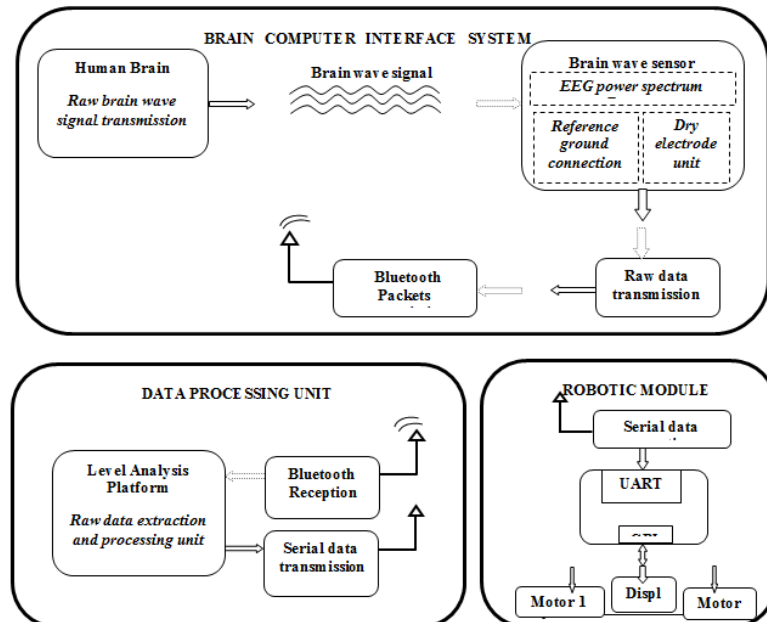 BRAIN COMPUTER INTERFACE SYSTEM
Human Brain
Raw brain wave
signal transmission
Brain wave signal
Brain wave sensor
EEG power spectrum
Reference
ground
connection
Dry
electrode
unit
Bluetooth
Packets
Raw data
transmission
DATA PROCESSING UNIT
Level Analysis
Platform
Raw data extraction
and processing unit
Bluetooth
Reception
Serial data
transmission
ROBOTIC MODULE
Serial data
UART
Motor 1
Displ
Motor